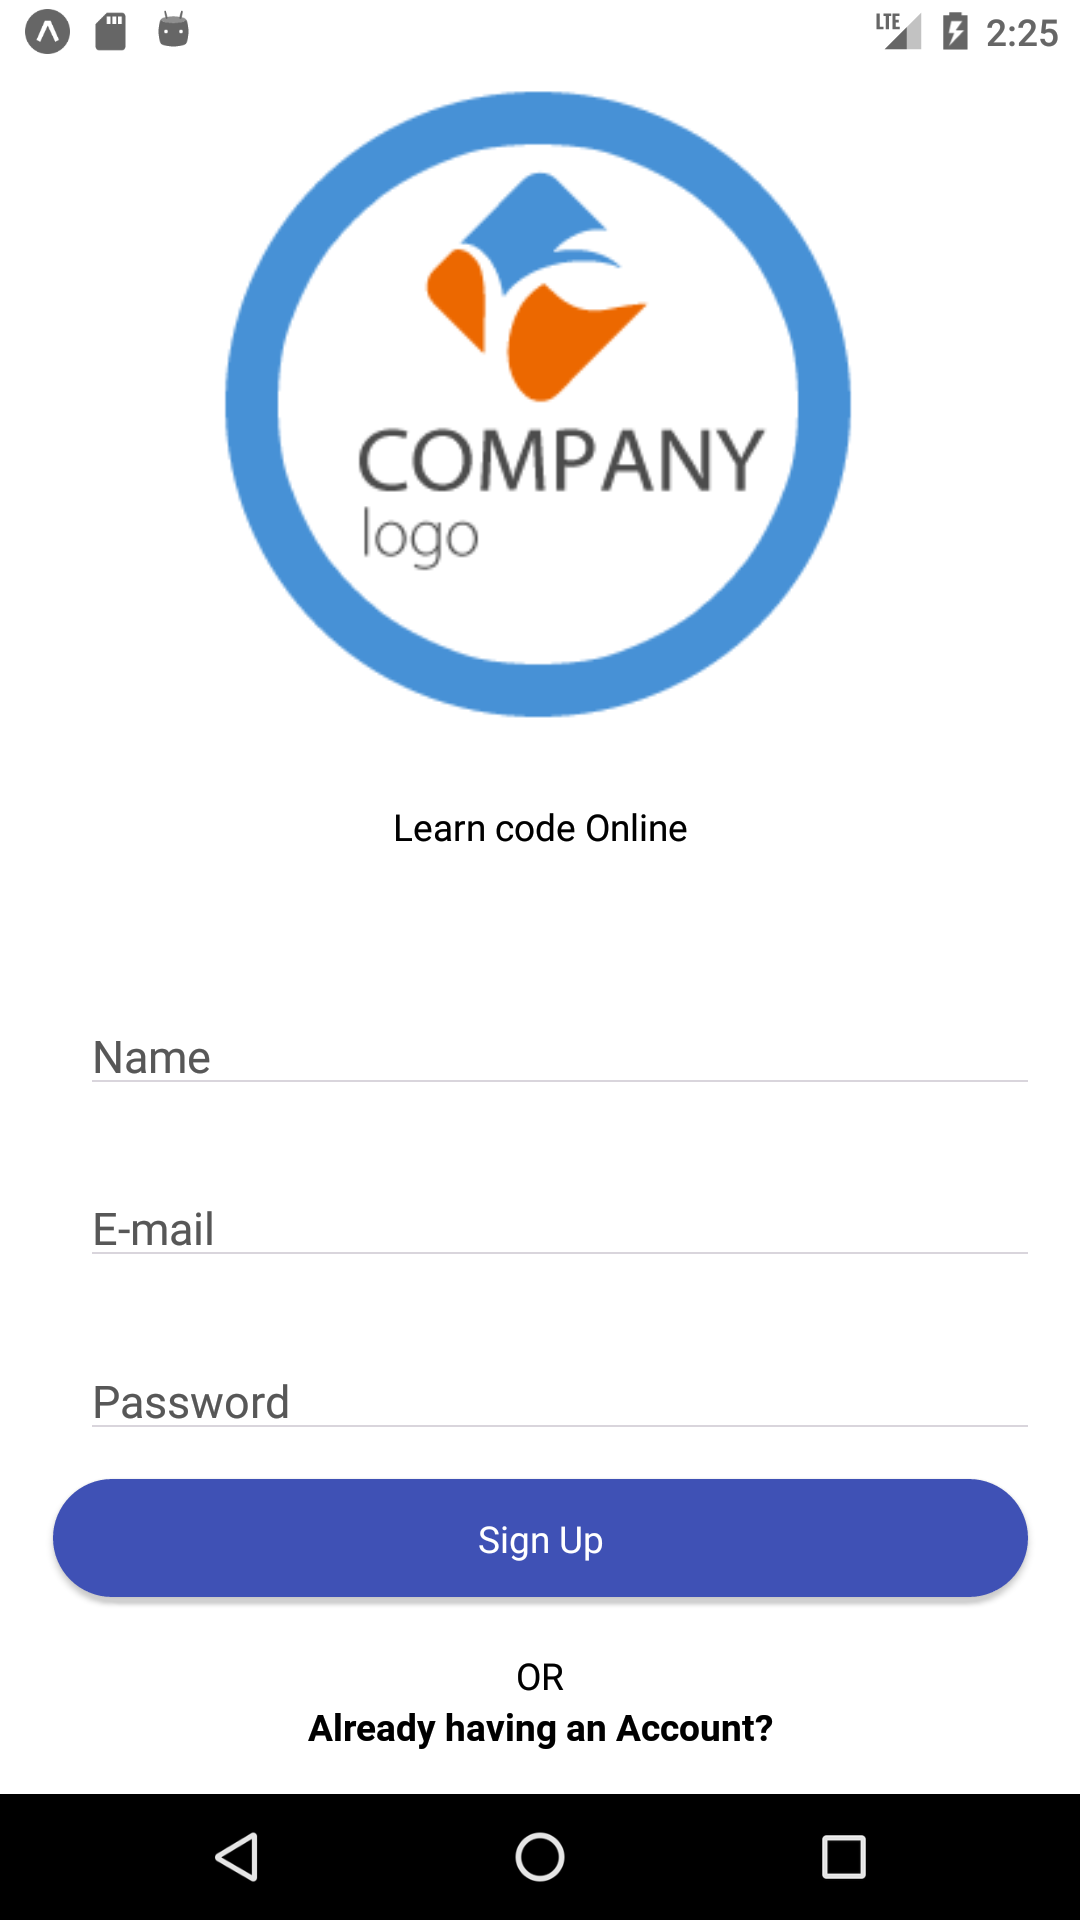 LTE 2:25
COMPANY
logo
Learn code Online
Name
E-mail
Password
Sign Up
OR
Already having an Account?